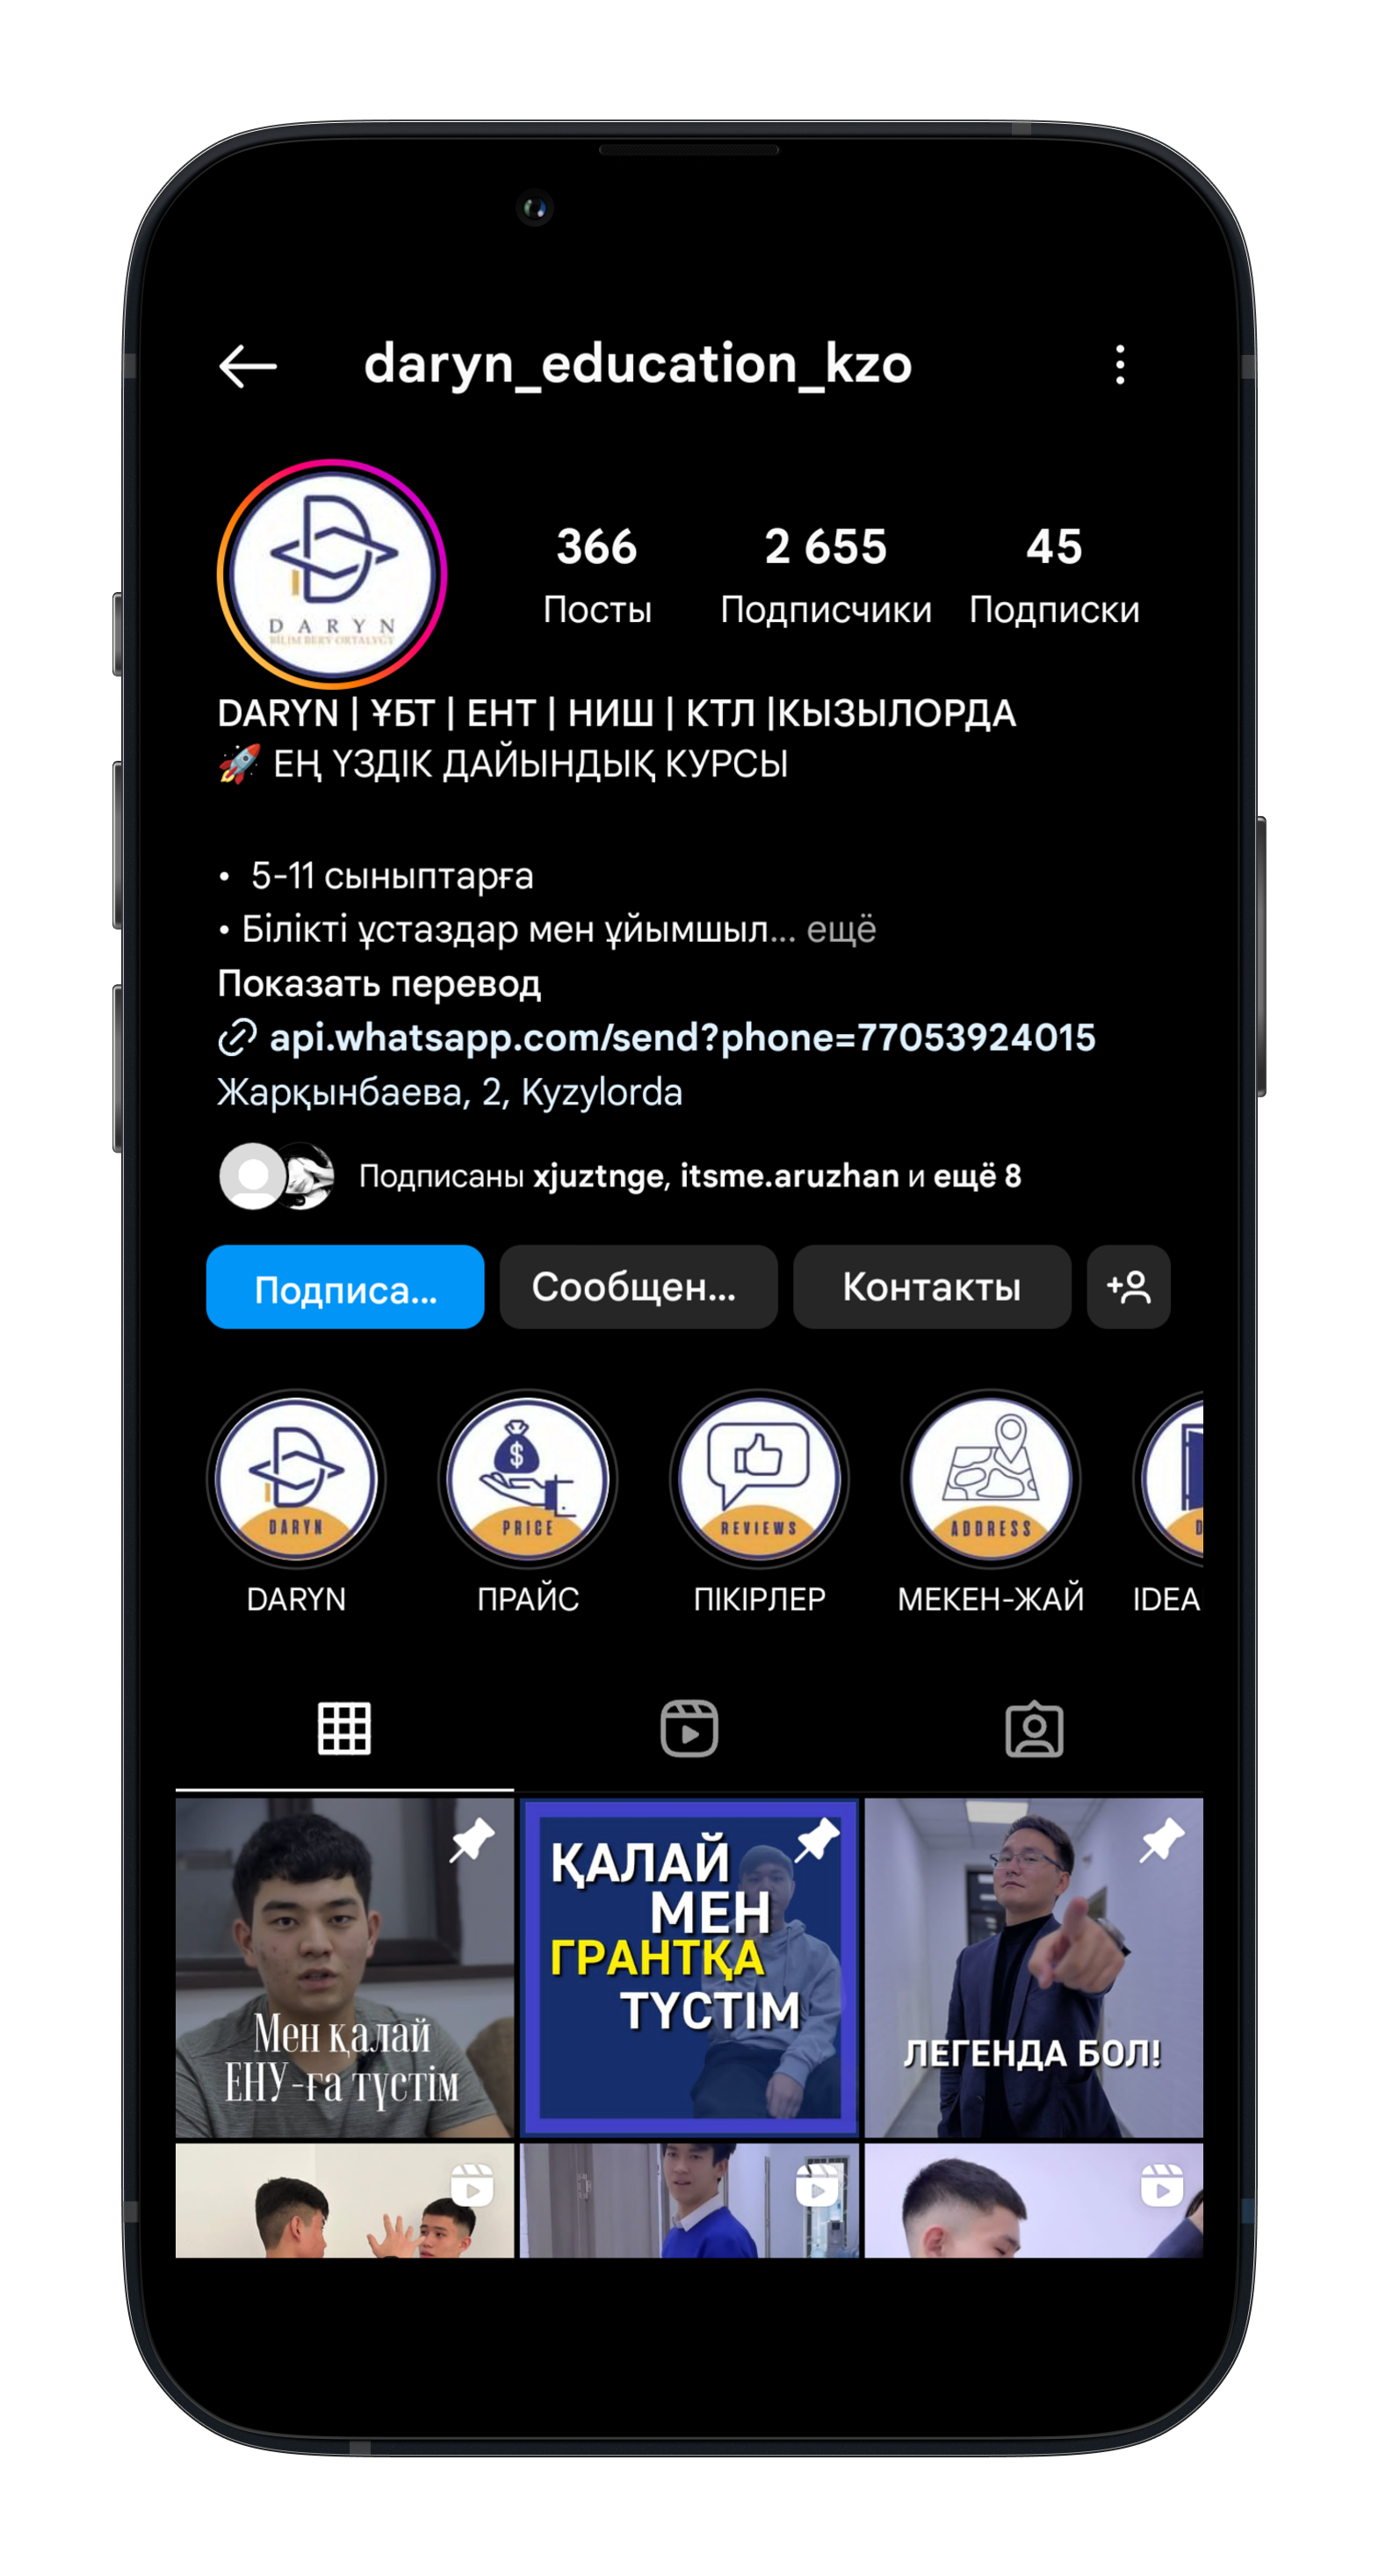 daryn_education_kzo
DARYN
BILIM BERY ORTALYǴY
366
Посты
2 655
Подписчики
45
Подписки
DARYN | ҰБТ | ЕНТ | НИШ | КТЛ |КЫЗЫЛОРДА
🚀 ЕҢ ҮЗДІК ДАЙЫНДЫҚ КУРСЫ
• 5-11 сыныптарға
• Білікті ұстаздар мен ұйымшыл... ещё
Показать перевод
api.whatsapp.com/send?phone=77053924015
Жарқынбаева, 2, Kyzylorda
Подписаны xjuztnge, itsme.aruzhan и ещё 8
Подписа...
Сообщен...
Контакты
DARYN
PRICE
REVIEWS
ADDRESS
D
DARYN
ПРАЙС
ПІКІРЛЕР
МЕКЕН-ЖАЙ
IDEA
Мен қалай
ЕНУ-ға түстім
ҚАЛАЙ
МЕН
ГРАНТҚА
ТҮСТІМ
ЛЕГЕНДА БОЛ!